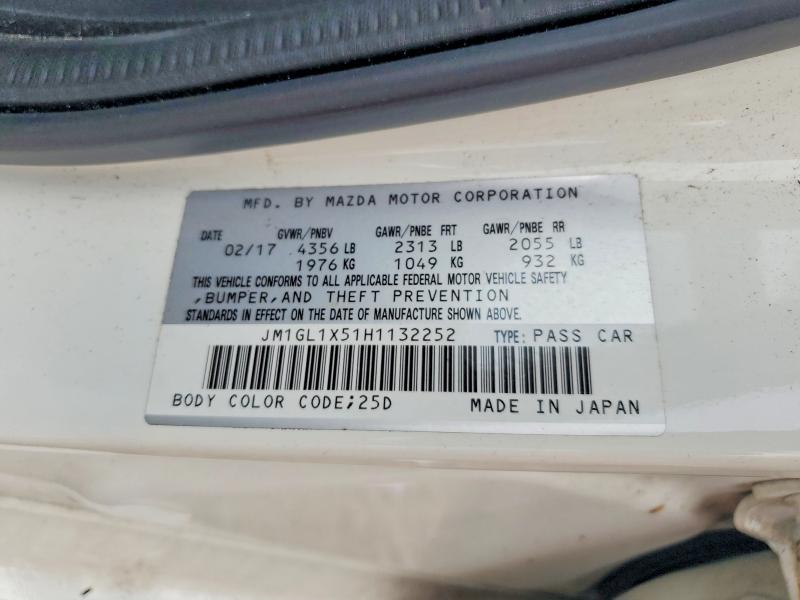 MFD. BY MAZDA MOTOR CORPORATION
DATE GVWR/PNBV GAWR/PNBE FRT GAWR/PNBE RR
02/17 4356 LB 2313 LB 2055 LB
1976 KG 1049 KG 932 KG
THIS VEHICLE CONFORMS TO ALL APPLICABLE FEDERAL MOTOR VEHICLE SAFETY
,BUMPER,AND THEFT PREVENTION
STANDARDS IN EFFECT ON THE DATE OF MANUFACTURE SHOWN ABOVE.
JM1GL1X51H1132252 TYPE: PASS CAR
BODY COLOR CODE;25D MADE IN JAPAN